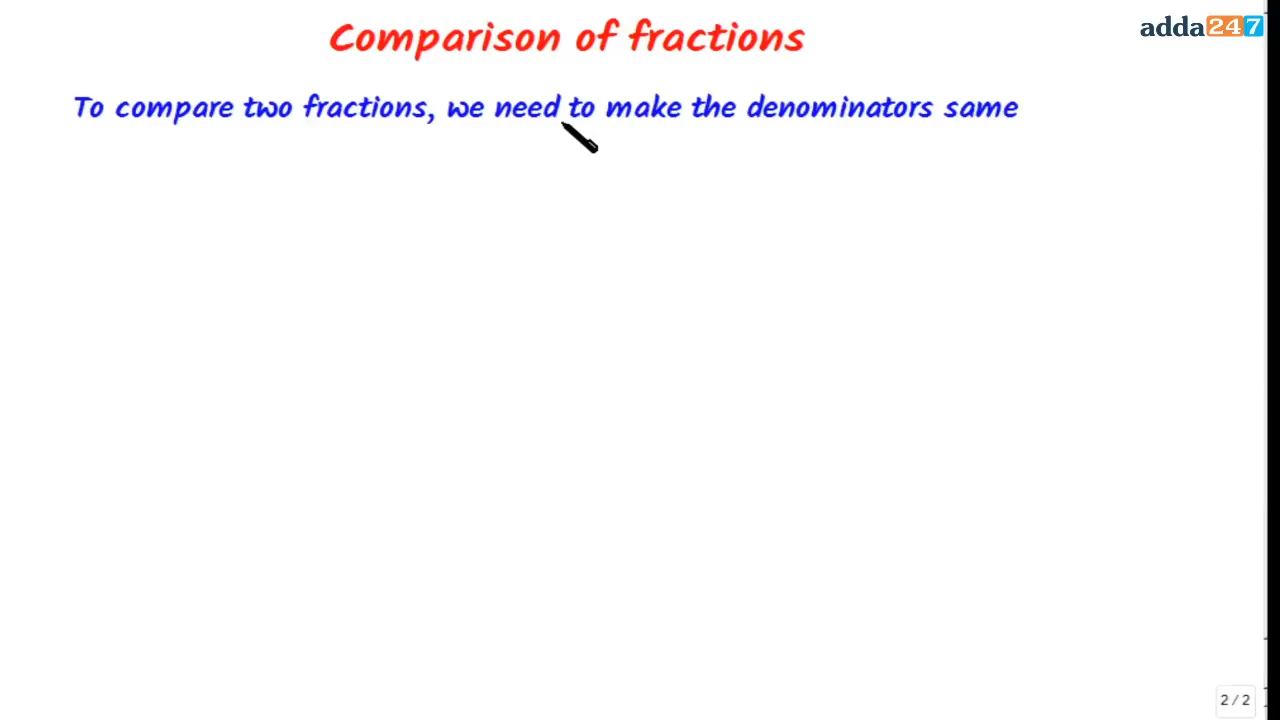 Comparison of fractions
adda247
To compare two fractions, we need to make the denominators same
2/2